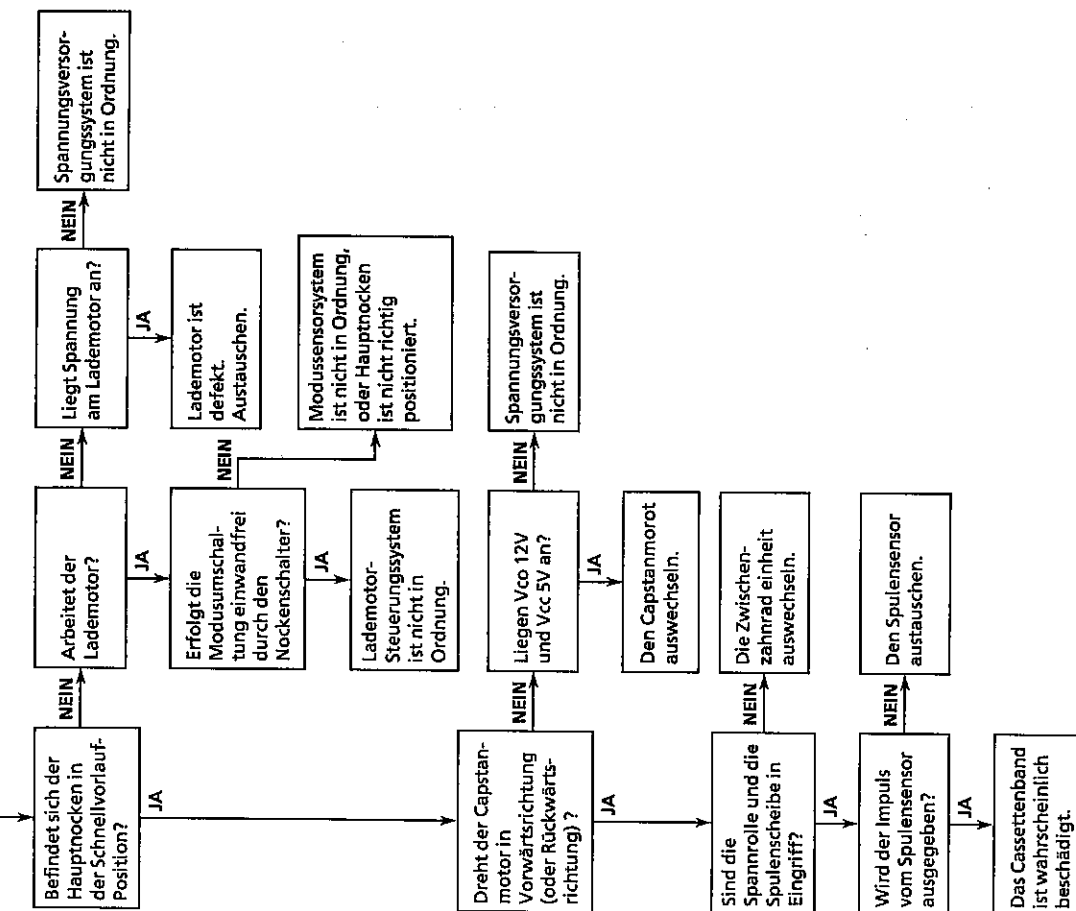 Befindet sich der
Hauptnocken in
der Schnellvorlauf-
Position?
NEIN
JA
Arbeitet der
Lademotor?
NEIN
JA
Liegt Spannung
am Lademotor an?
NEIN
JA
Spannungsversor-
gungssystem ist
nicht in Ordnung.
Lademotor ist
defekt.
Austauschen.
Erfolgt die
Modusumschal-
tung einwandfrei
durch den
Nockenschalter?
NEIN
JA
Modussensorsystem
ist nicht in Ordnung,
oder Hauptnocken
ist nicht richtig
positioniert.
Lademotor-
Steuerungssystem
ist nicht in
Ordnung.
Dreht der Capstan-
motor in
Vorwärtsrichtung
(oder Rückwärts-
richtung) ?
NEIN
JA
Liegen Vco 12V
und Vcc 5V an?
NEIN
JA
Spannungsversor-
gungssystem ist
nicht in Ordnung.
Den Capstanmorot
auswechseln.
Sind die
Spannrolle und die
Spulenscheibe in
Eingriff?
NEIN
JA
Die Zwischen-
zahnrad einheit
auswechseln.
Wird der Impuls
vom Spulensensor
ausgegeben?
NEIN
JA
Den Spulensensor
austauschen.
Das Cassettenband
ist wahrscheinlich
beschädigt.